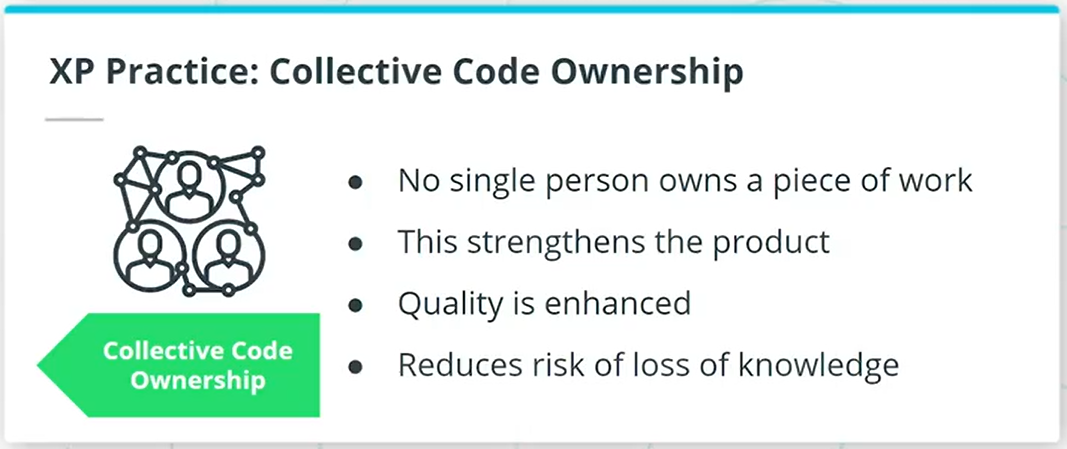 XP Practice: Collective Code Ownership
● No single person owns a piece of work
● This strengthens the product
● Quality is enhanced
● Reduces risk of loss of knowledge
Collective Code
Ownership